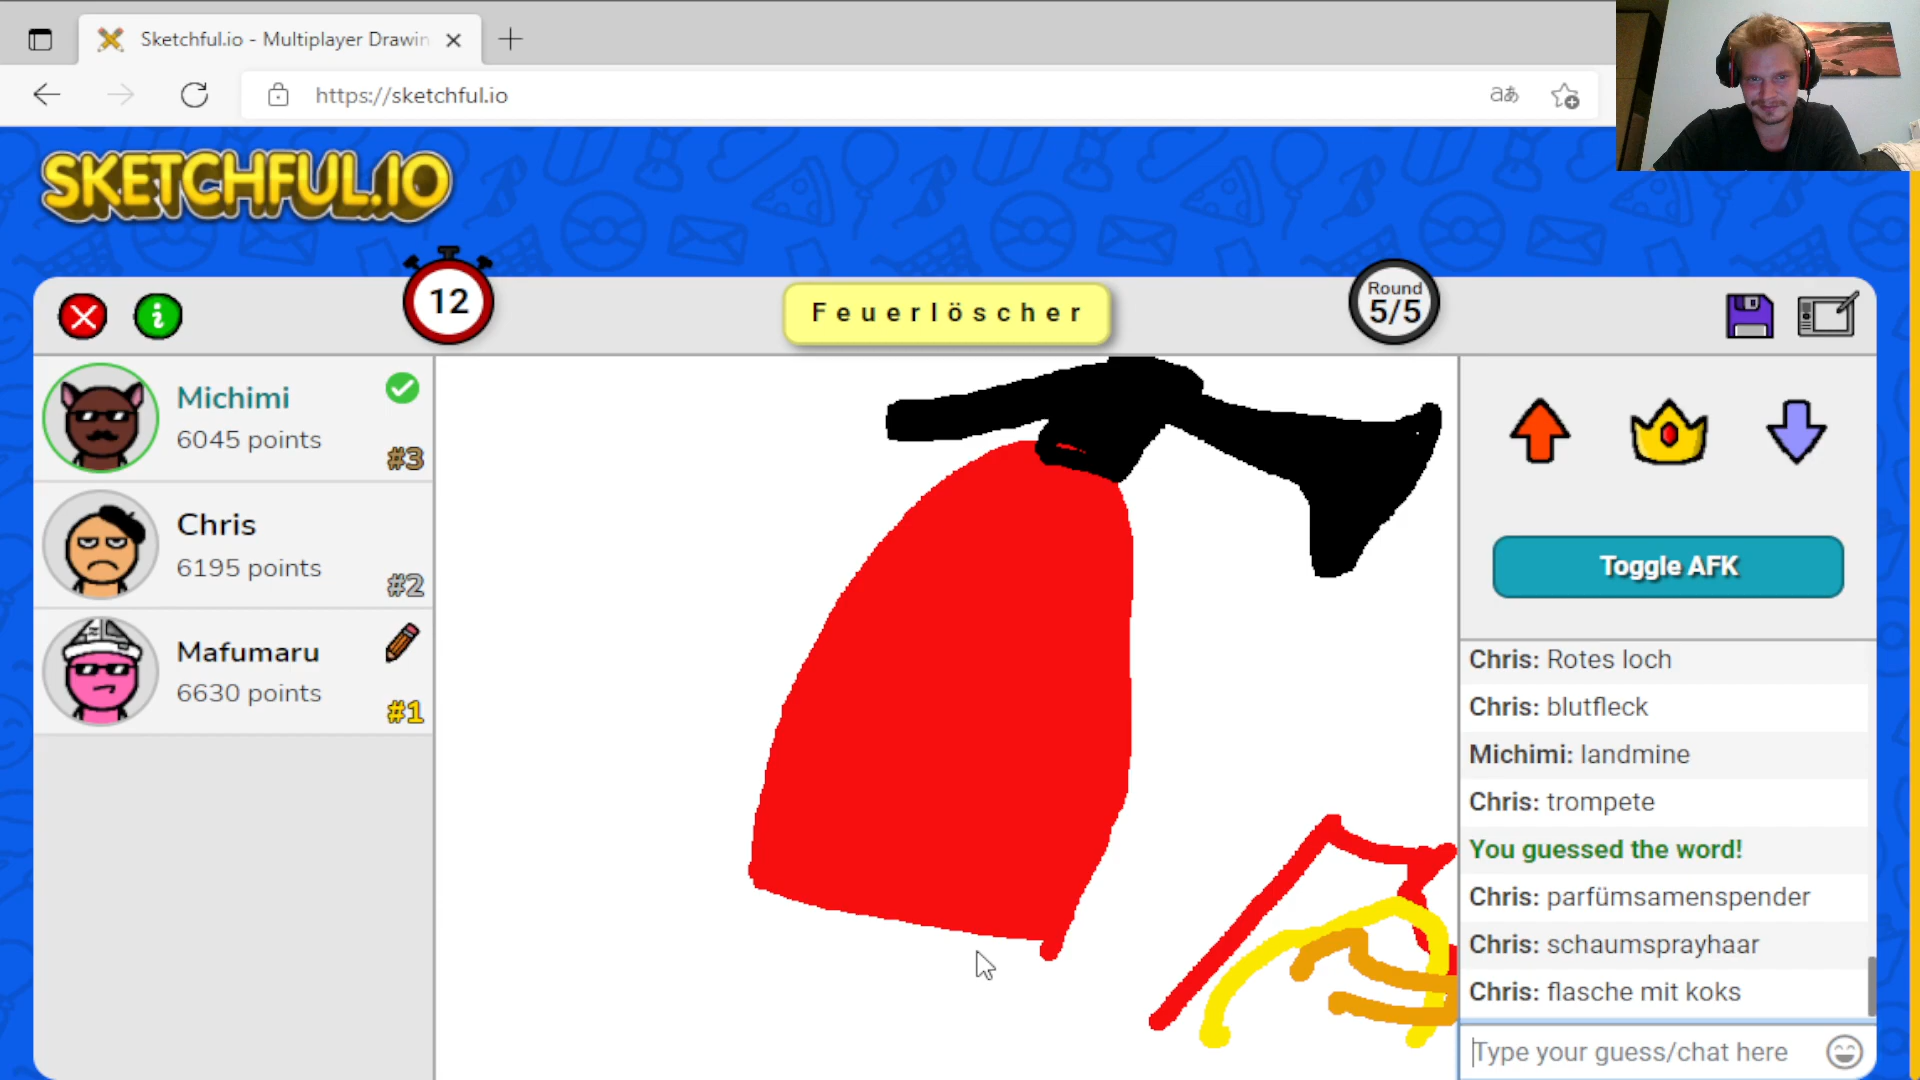 Sketchful.io - Multiplayer Drawin
https://sketchful.io
aあ
SKETCHFUL.IO
12
Feuerlöscher
Round
5/5
Michimi
6045 points
#3
Chris
6195 points
#2
Mafumaru
6630 points
#1
Toggle AFK
Chris: Rotes loch
Chris: blutfleck
Michimi: landmine
Chris: trompete
You guessed the word!
Chris: parfümsamenspender
Chris: schaumsprayhaar
Chris: flasche mit koks
Type your guess/chat here